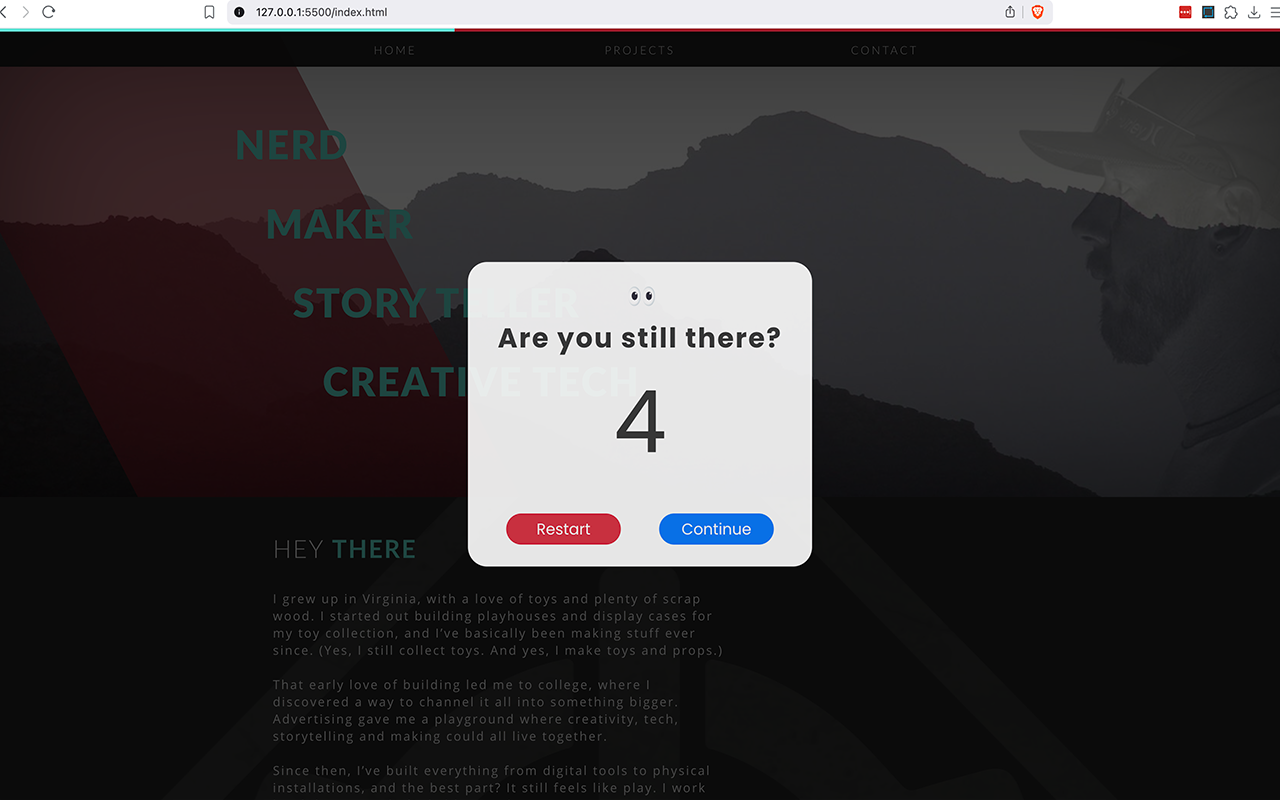 127.0.0.1:5500/index.html
HOME PROJECTS CONTACT
NERD
MAKER
STORY TELLER
CREATIVE TECH
Are you still there?
4
Restart Continue
HEY THERE
I grew up in Virginia, with a love of toys and plenty of scrap
wood. I started out building playhouses and display cases for
my toy collection, and I've basically been making stuff ever
since. (Yes, I still collect toys. And yes, I make toys and props.)
That early love of building led me to college, where I
discovered a way to channel it all into something bigger.
Advertising gave me a playground where creativity, tech,
storytelling and making could all live together.
Since then, I've built everything from digital tools to physical
installations, and the best part? It still feels like play. I work